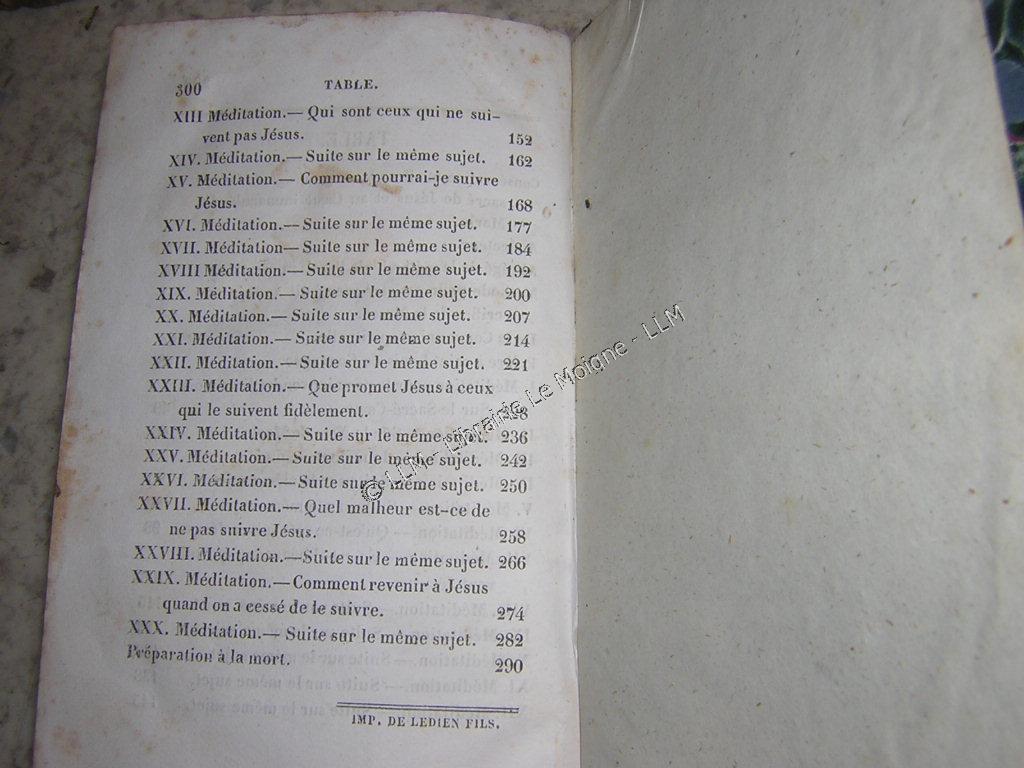 300 TABLE.
XIII Méditation.— Qui sont ceux qui ne sui-
vent pas Jésus. 152
XIV. Méditation.— Suite sur le même sujet. 162
XV. Méditation.— Comment pourrai-je suivre
Jésus. 168
XVI. Méditation.— Suite sur le même sujet. 177
XVII. Méditation— Suite sur le même sujet. 184
XVIII Méditation.— Suite sur le même sujet. 192
XIX. Méditation.— Suite sur le même sujet. 200
XX. Méditation.— Suite sur le même sujet. 207
XXI. Méditation.— Suite sur le même sujet. 214
XXII. Méditation.— Suite sur le même sujet. 221
XXIII. Méditation.— Que promet Jésus à ceux
qui le suivent fidèlement.
XXIV. Méditation.— Suite sur le même sujet. 236
XXV. Méditation.— Suite sur le même sujet. 242
XXVI. Méditation.— Suite sur le même sujet. 250
XXVII. Méditation.— Quel malheur est-ce de
ne pas suivre Jésus. 258
XXVIII. Méditation.—Suite sur le même sujet. 266
XXIX. Méditation.—Comment revenir à Jésus
quand on a cessé de le suivre. 274
XXX. Méditation.— Suite sur le même sujet. 282
Préparation à la mort. 290
IMP. DE LEDIEN FILS.
© LLM - Librairie Le Moigne - LLM